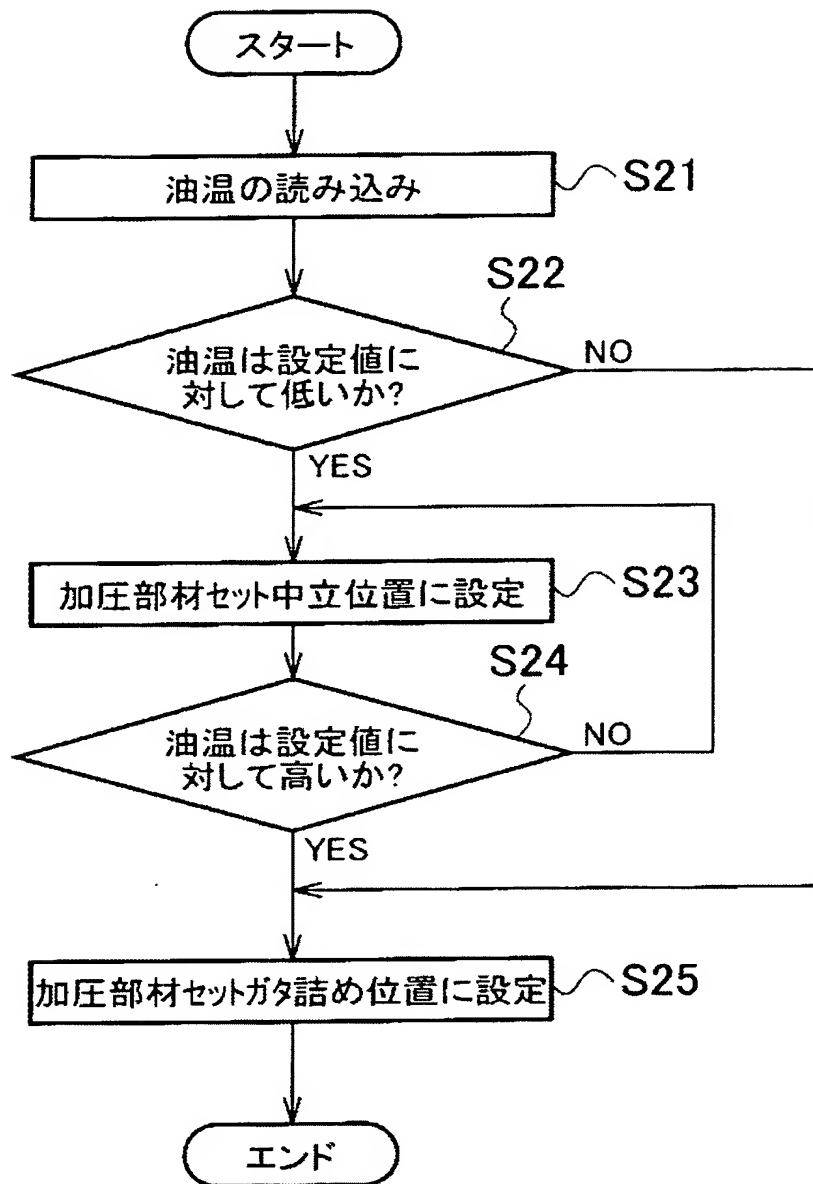 スタート
油温の読み込み
S21
S22
油温は設定値に
対して低いか?
NO
YES
加圧部材セット中立位置に設定
S23
S24
油温は設定値に
対して高いか?
NO
YES
加圧部材セットガタ詰め位置に設定
S25
エンド